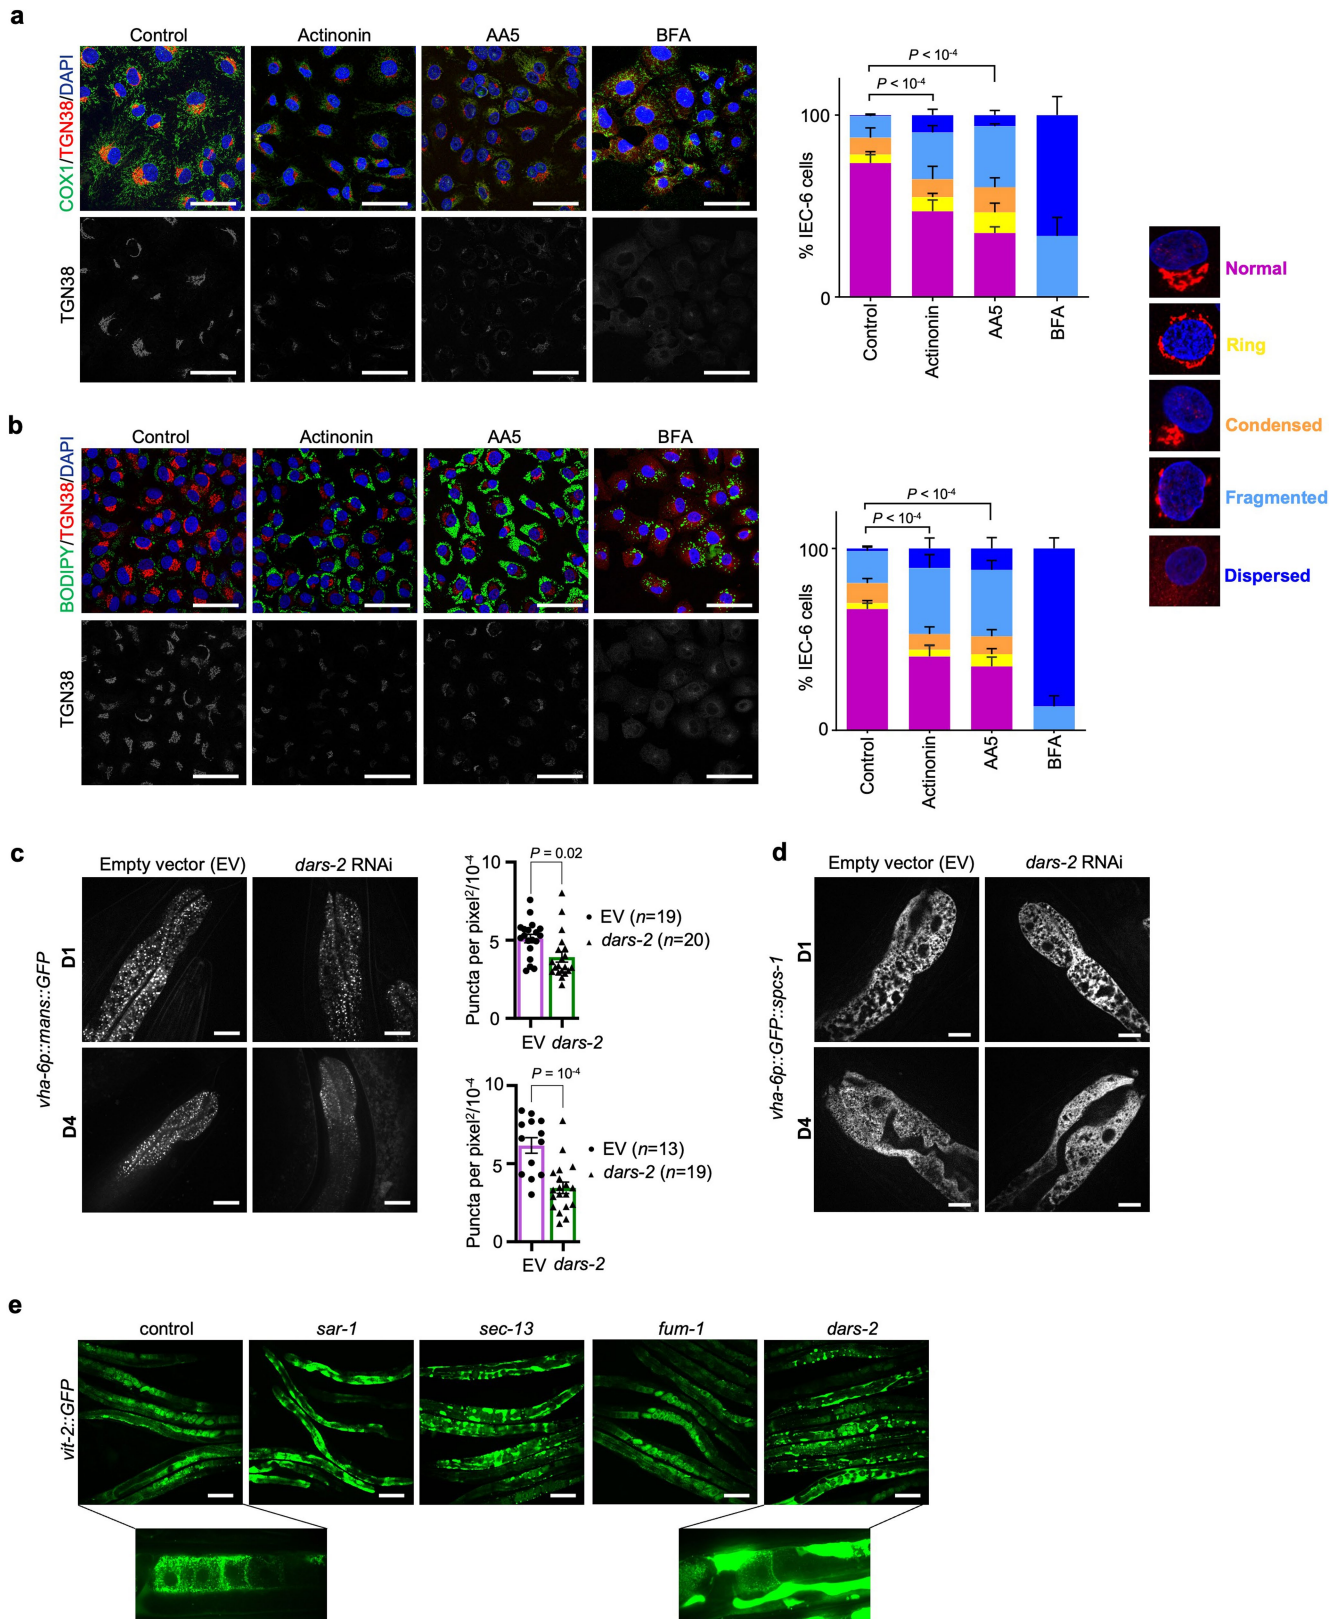 a
Control
Actinonin
AA5
BFA
COX1/TGN38/DAPI
TGN38
P < 10-4
P < 10-4
100
0
% IEC-6 cells
Control
Actinonin
AA5
BFA
Normal
Ring
Condensed
Fragmented
Dispersed
b
Control
Actinonin
AA5
BFA
BODIPY/TGN38/DAPI
TGN38
P < 10-4
P < 10-4
100
0
% IEC-6 cells
Control
Actinonin
AA5
BFA
c
Empty vector (EV)
dars-2 RNAi
vha-6p::mans::GFP
D1
D4
P = 0.02
10
5
0
Puncta per pixel2/10-4
EV dars-2
EV (n=19)
dars-2 (n=20)
P = 10-4
10
5
0
Puncta per pixel2/10-4
EV dars-2
EV (n=13)
dars-2 (n=19)
d
Empty vector (EV)
dars-2 RNAi
vha-6p::GFP::spcs-1
D1
D4
e
control
sar-1
sec-13
fum-1
dars-2
vit-2::GFP